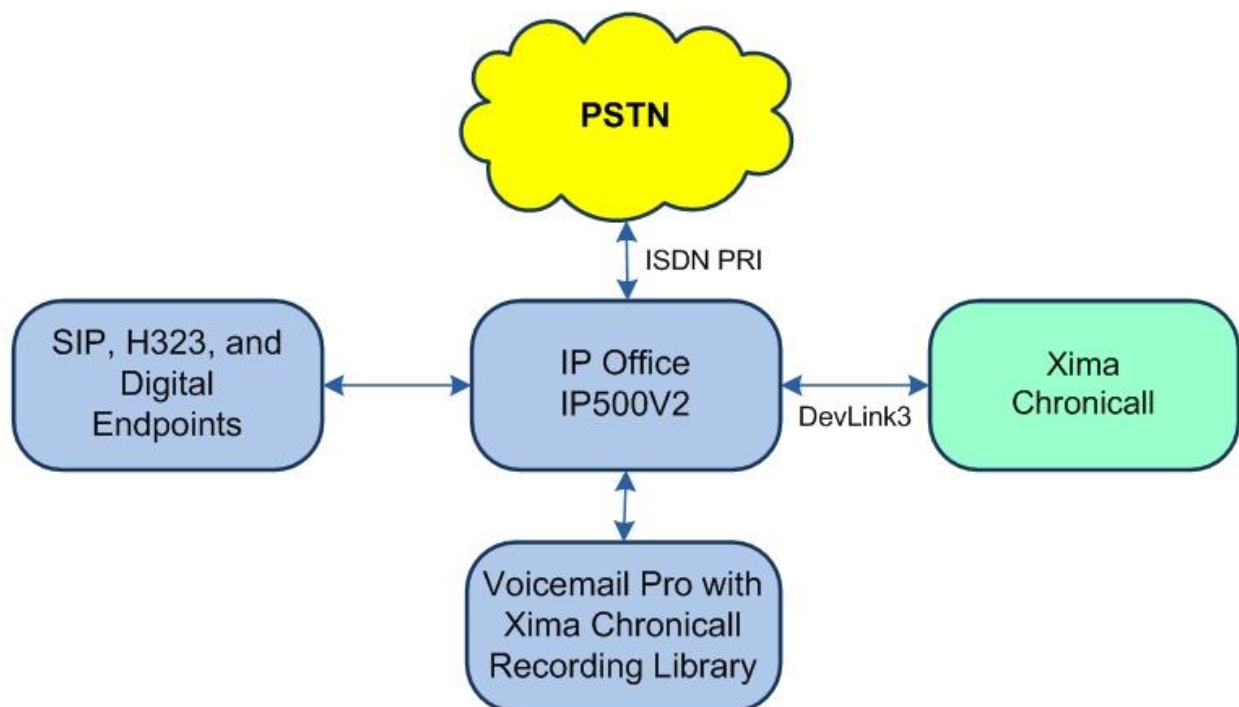 PSTN
ISDN PRI
SIP, H323, and
Digital
Endpoints
IP Office
IP500V2
DevLink3
Xima
Chronicall
Voicemail Pro with
Xima Chronicall
Recording Library